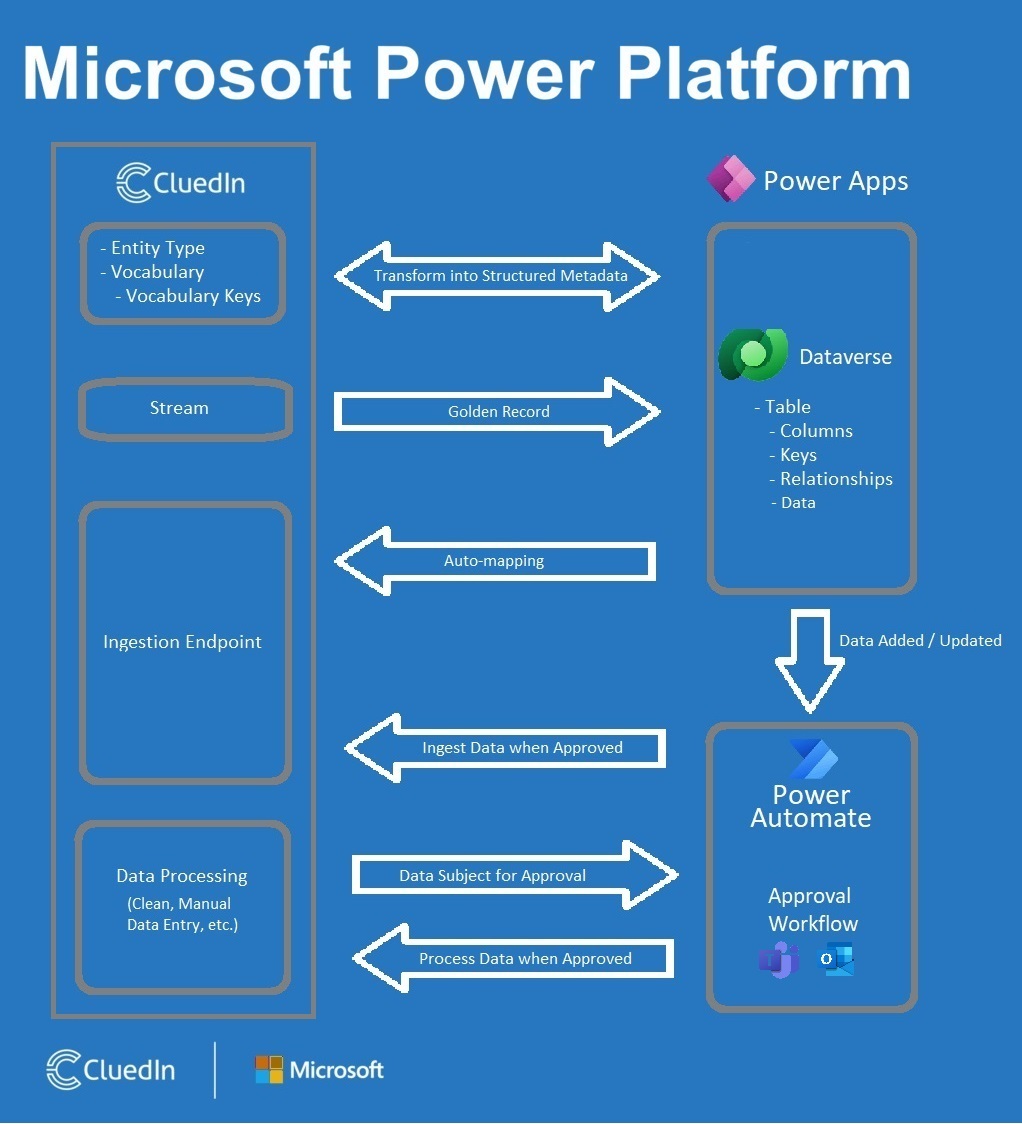 Microsoft Power Platform
CluedIn
Power Apps
- Entity Type
- Vocabulary
- Vocabulary Keys
Transform into Structured Metadata
Dataverse
- Table
- Columns
- Keys
- Relationships
- Data
Stream
Golden Record
Auto-mapping
Ingestion Endpoint
Data Added / Updated
Ingest Data when Approved
Power
Automate
Data Processing
(Clean, Manual
Data Entry, etc.)
Data Subject for Approval
Approval
Workflow
Process Data when Approved
CluedIn
Microsoft